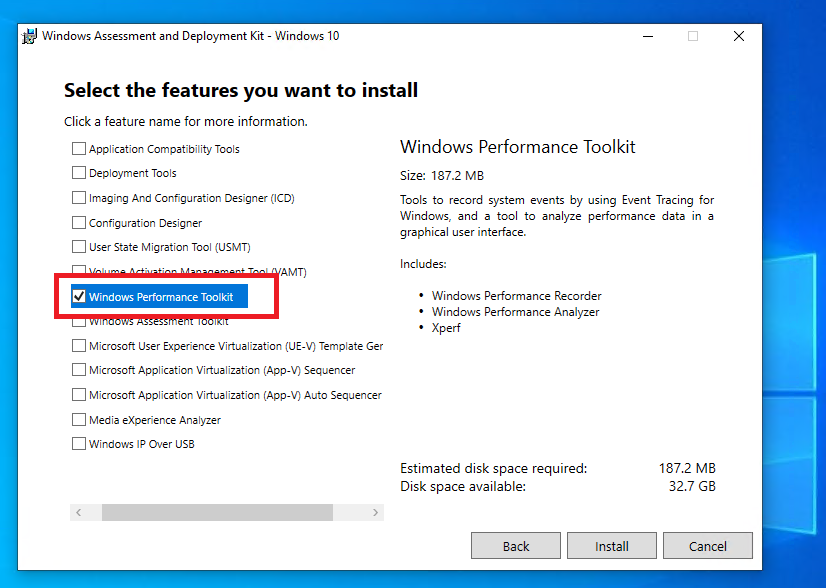 Windows Assessment and Deployment Kit - Windows 10
Select the features you want to install
Click a feature name for more information.
Application Compatibility Tools
Deployment Tools
Imaging And Configuration Designer (ICD)
Configuration Designer
User State Migration Tool (USMT)
Volume Activation Management Tool (VAMT)
Windows Performance Toolkit
Windows Assessment Toolkit
Microsoft User Experience Virtualization (UE-V) Template Ger
Microsoft Application Virtualization (App-V) Sequencer
Microsoft Application Virtualization (App-V) Auto Sequencer
Media eXperience Analyzer
Windows IP Over USB
Windows Performance Toolkit
Size: 187.2 MB
Tools to record system events by using Event Tracing for
Windows, and a tool to analyze performance data in a
graphical user interface.
Includes:
• Windows Performance Recorder
• Windows Performance Analyzer
• Xperf
Estimated disk space required: 187.2 MB
Disk space available: 32.7 GB
Back Install Cancel